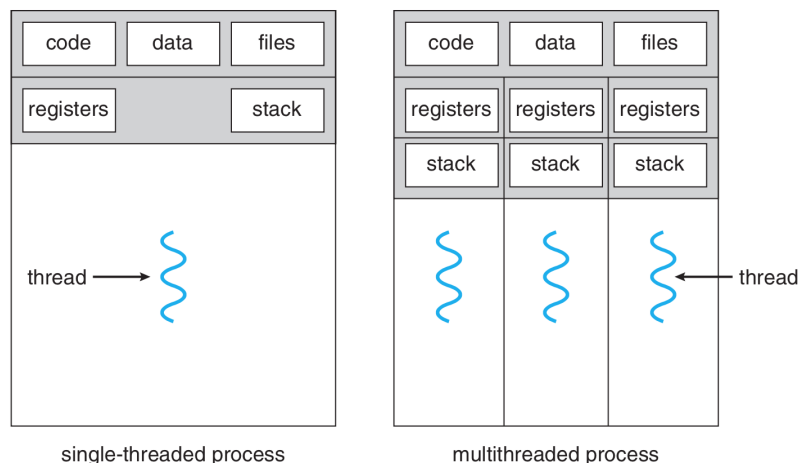 code data files
registers stack
thread
single-threaded process
code data files
registers registers registers
stack stack stack
thread
multithreaded process